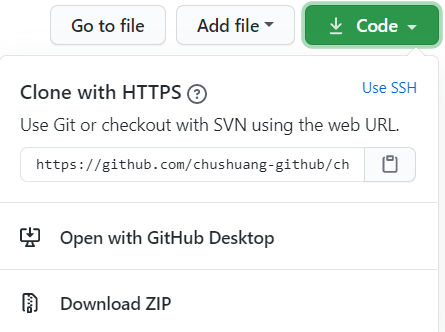 Go to file
Add file
Code
Clone with HTTPS
Use SSH
Use Git or checkout with SVN using the web URL.
https://github.com/chushuang-github/ch
Open with GitHub Desktop
Download ZIP